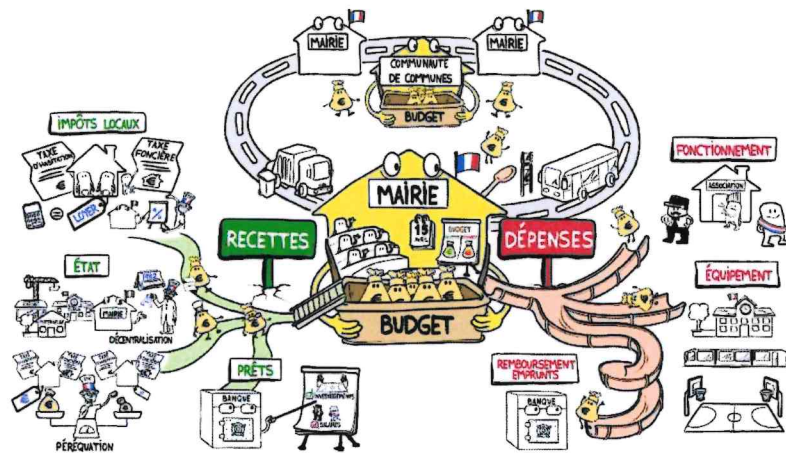 MAIRIE
MAIRIE
COMMUNAUTÉ
DE COMMUNES
BUDGET
IMPÔTS LOCAUX
TAXE
D'HABITATION
€
TAXE
FONCIÈRE
€
=
LOYER
%
FONCTIONNEMENT
ASSOCIATION
MAIRIE
15
BUDGET
RECETTES
DÉPENSES
BUDGET
ÉTAT
MAIRIE
DÉCENTRALISATION
€
PÉRÉQUATION
PRÊTS
BANQUE
INVESTISSEMENTS
SALAIRES
REMBOURSEMENT
EMPRUNTS
BANQUE
ÉQUIPEMENT